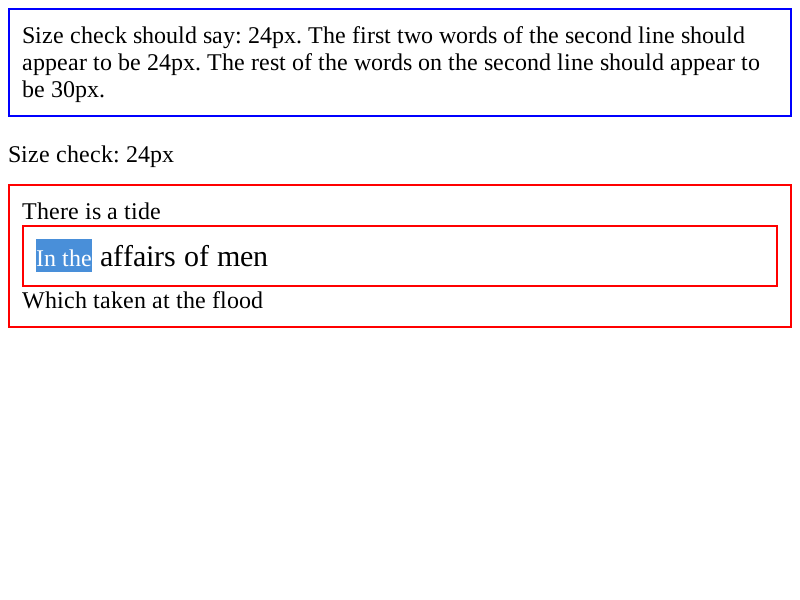 Size check should say: 24px. The first two words of the second line should
appear to be 24px. The rest of the words on the second line should appear to
be 30px.
Size check: 24px
There is a tide
In the affairs of men
Which taken at the flood